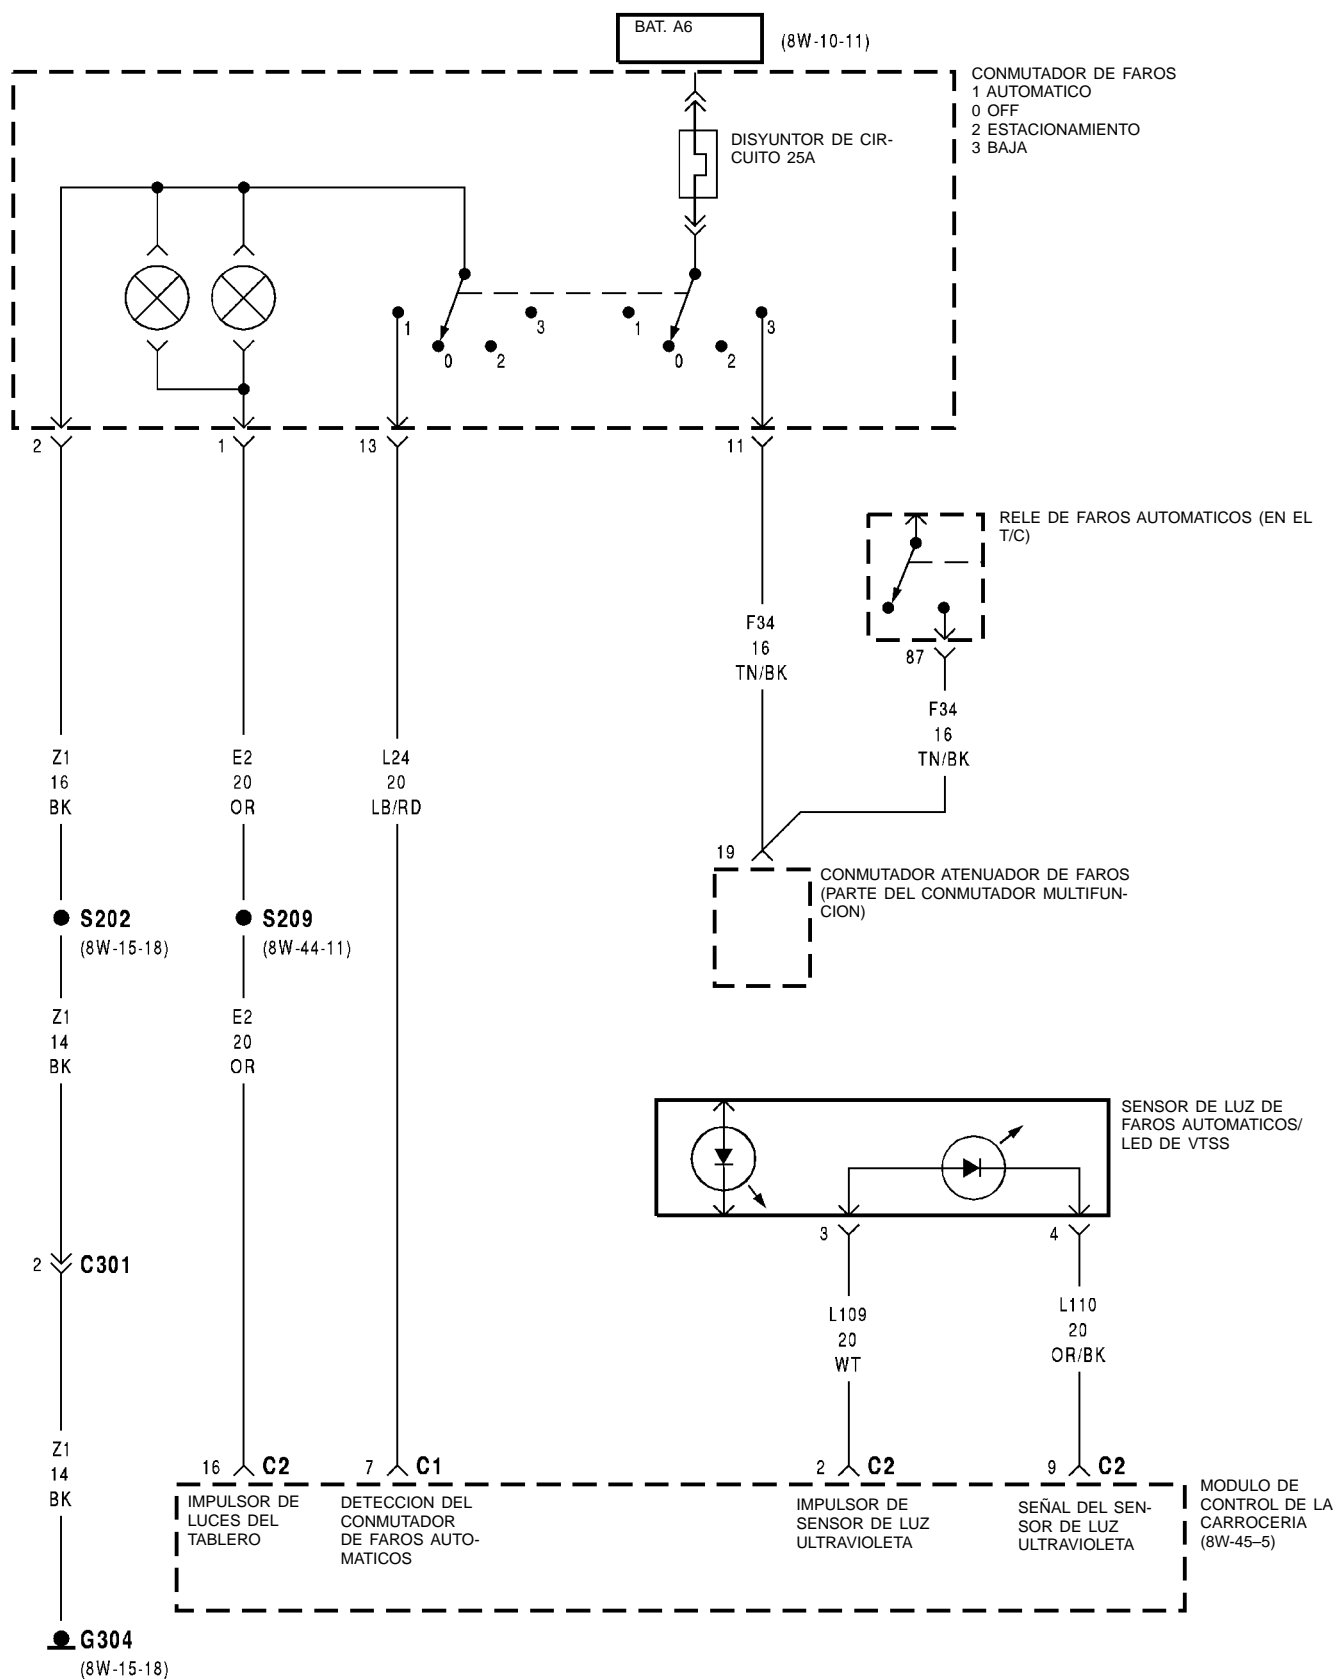 BAT. A6
(8W-10-11)
CONMUTADOR DE FAROS
1 AUTOMATICO
0 OFF
2 ESTACIONAMIENTO
3 BAJA
DISYUNTOR DE CIR-
CUITO 25A
1
0
2
3
1
0
2
3
2
1
13
11
RELE DE FAROS AUTOMATICOS (EN EL
T/C)
87
F34
16
TN/BK
F34
16
TN/BK
Z1
16
BK
E2
20
OR
L24
20
LB/RD
19
CONMUTADOR ATENUADOR DE FAROS
(PARTE DEL CONMUTADOR MULTIFUN-
CION)
S202
(8W-15-18)
S209
(8W-44-11)
Z1
14
BK
E2
20
OR
SENSOR DE LUZ DE
FAROS AUTOMATICOS/
LED DE VTSS
3
4
2 C301
L109
20
WT
L110
20
OR/BK
Z1
14
BK
16 C2
7 C1
2 C2
9 C2
IMPULSOR DE
LUCES DEL
TABLERO
DETECCION DEL
CONMUTADOR
DE FAROS AUTO-
MATICOS
IMPULSOR DE
SENSOR DE LUZ
ULTRAVIOLETA
SEÑAL DEL SEN-
SOR DE LUZ
ULTRAVIOLETA
MODULO DE
CONTROL DE LA
CARROCERIA
(8W-45–5)
G304
(8W-15-18)